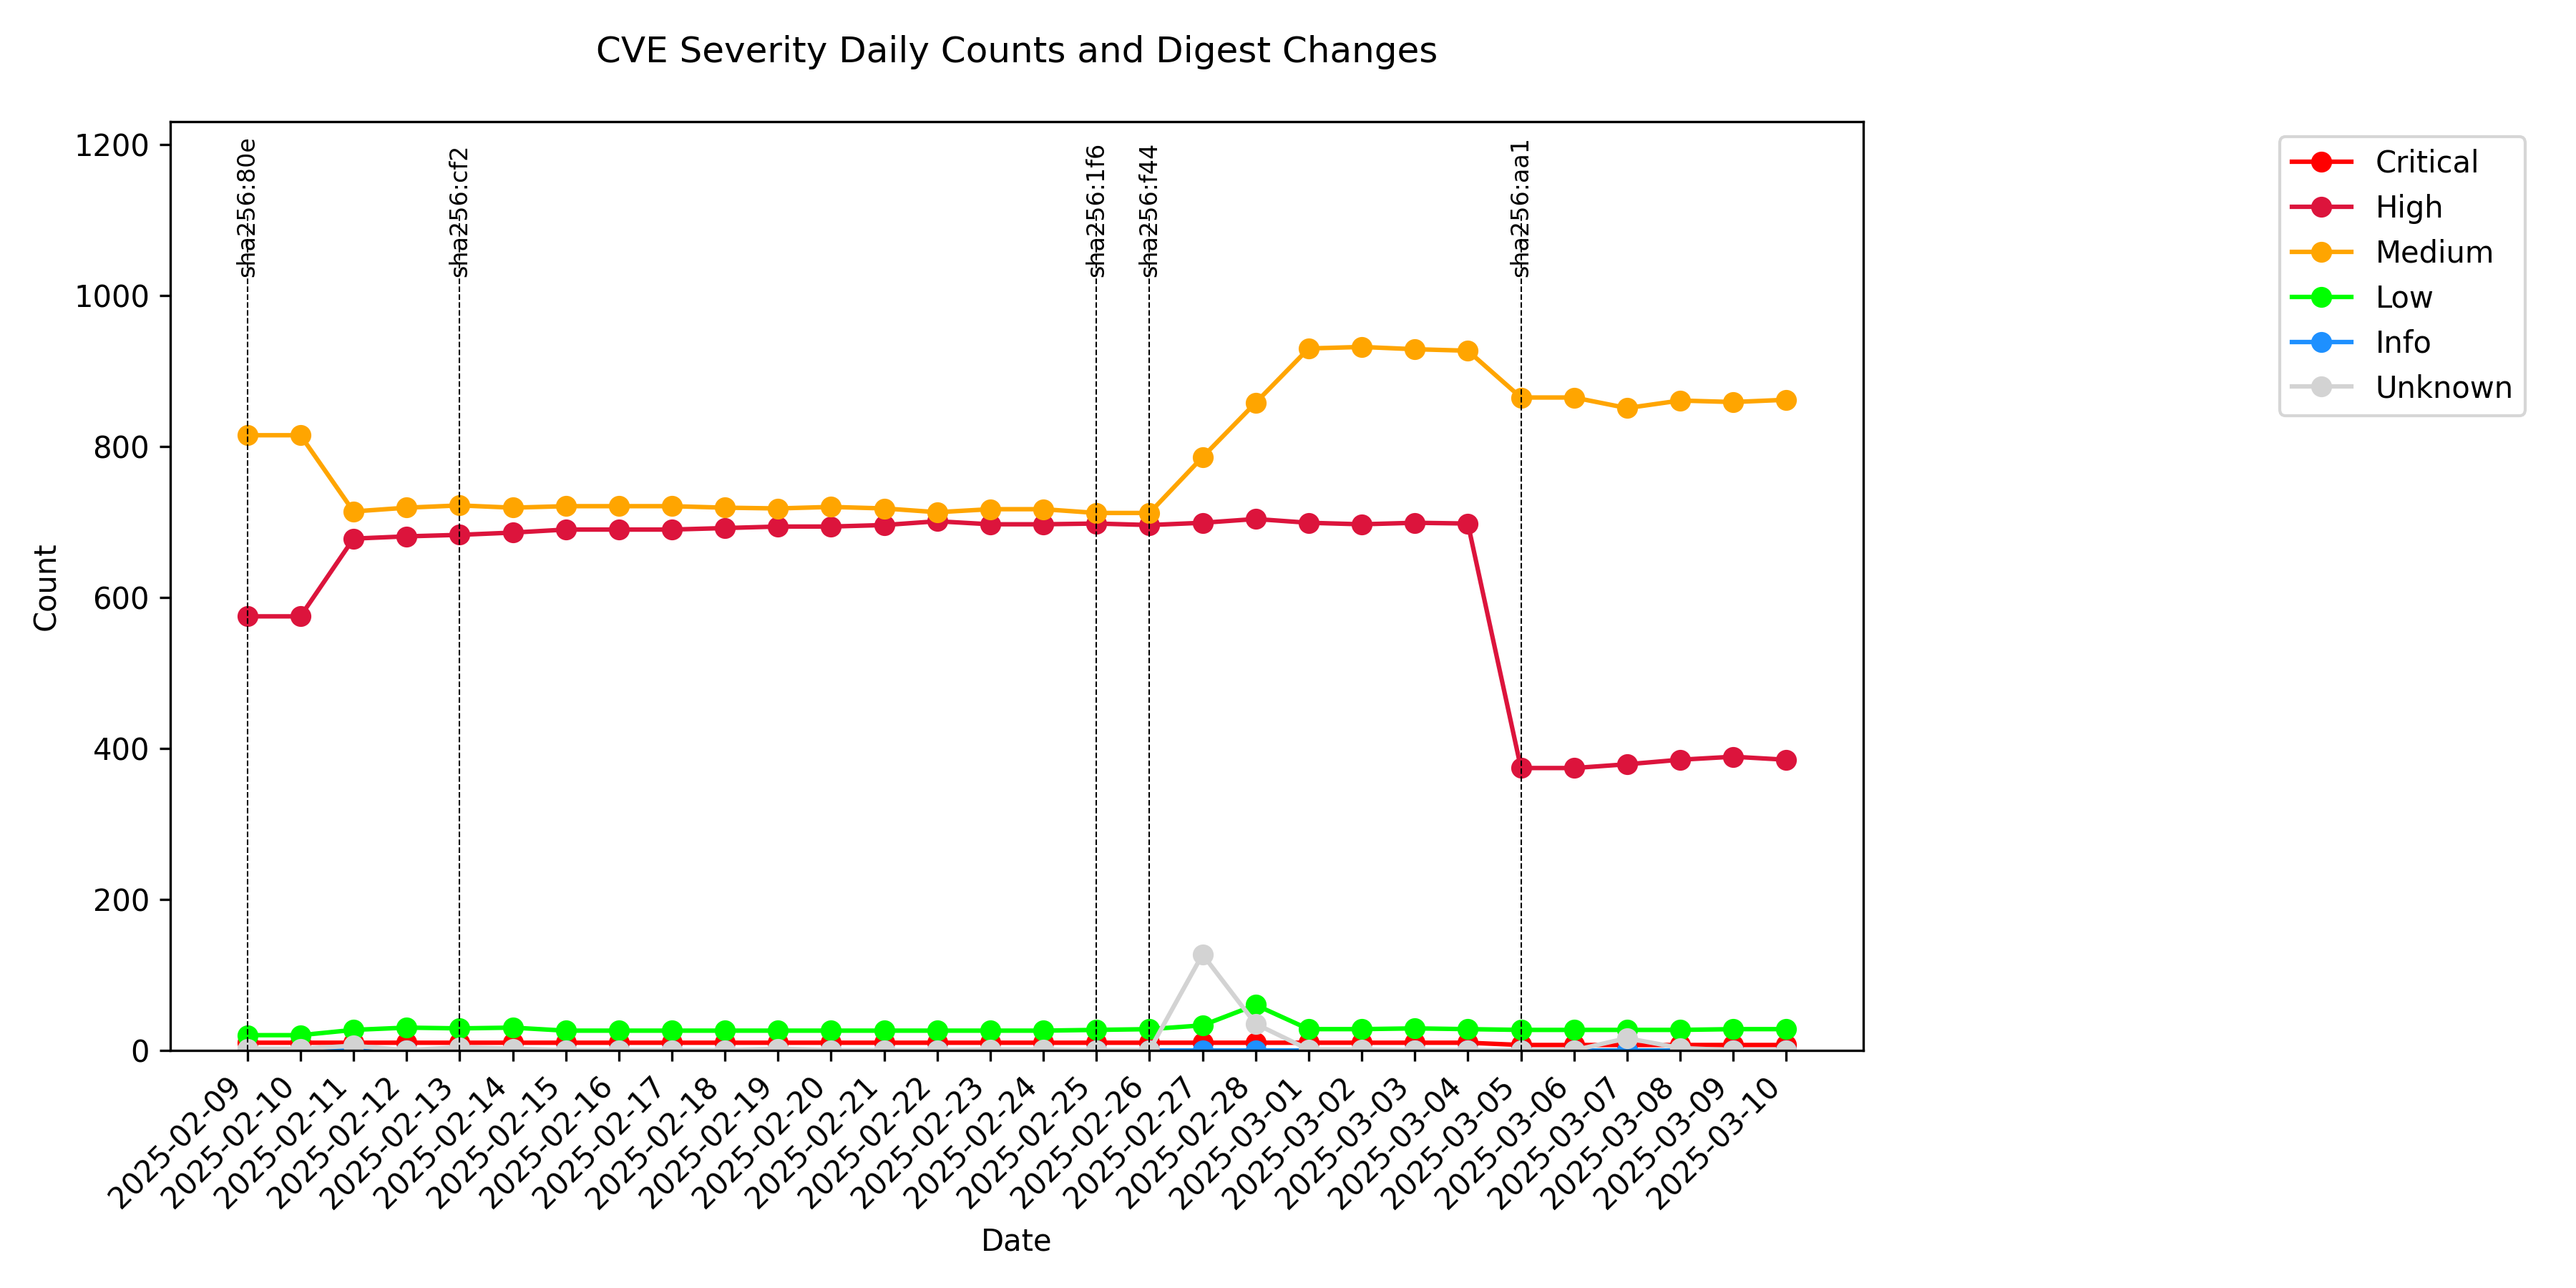 CVE Severity Daily Counts and Digest Changes
1200
1000
800
600
400
200
0
Count
sha256:80e
sha256:cf2
sha256:1f6
sha256:f44
sha256:aa1
Critical
High
Medium
Low
Info
Unknown
2025-02-09
2025-02-10
2025-02-11
2025-02-12
2025-02-13
2025-02-14
2025-02-15
2025-02-16
2025-02-17
2025-02-18
2025-02-19
2025-02-20
2025-02-21
2025-02-22
2025-02-23
2025-02-24
2025-02-25
2025-02-26
2025-02-27
2025-02-28
2025-03-01
2025-03-02
2025-03-03
2025-03-04
2025-03-05
2025-03-06
2025-03-07
2025-03-08
2025-03-09
2025-03-10
Date